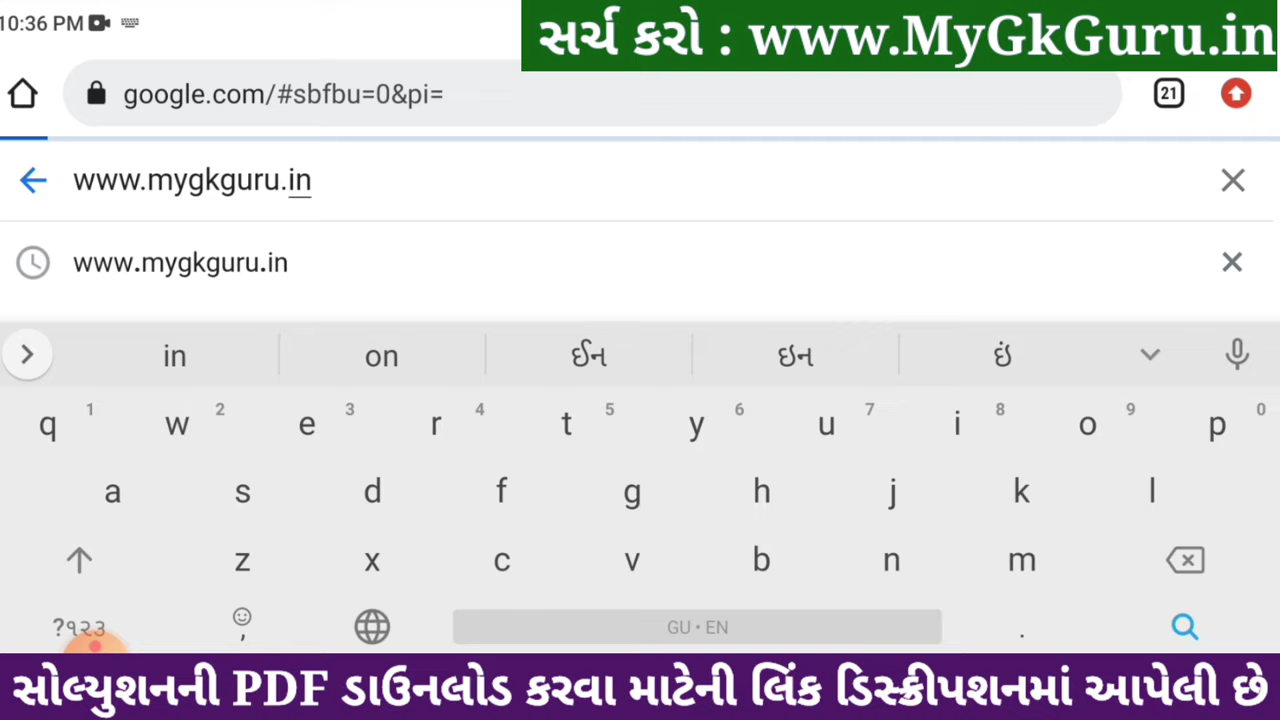 10:36 PM
સર્ચ કરો : www.MyGkGuru.in
google.com/#sbfbu=0&pi=
21
www.mygkguru.in
www.mygkguru.in
in on ઈન ઇન ઇં
q 1 w 2 e 3 r 4 t 5 y 6 u 7 i 8 o 9 p 0
a s d f g h j k l
z x c v b n m
?૧૨૩ , GU • EN .
સોલ્યુશનની PDF ડાઉનલોડ કરવા માટેની લિંક ડિસ્ક્રીપશનમાં આપેલી છે